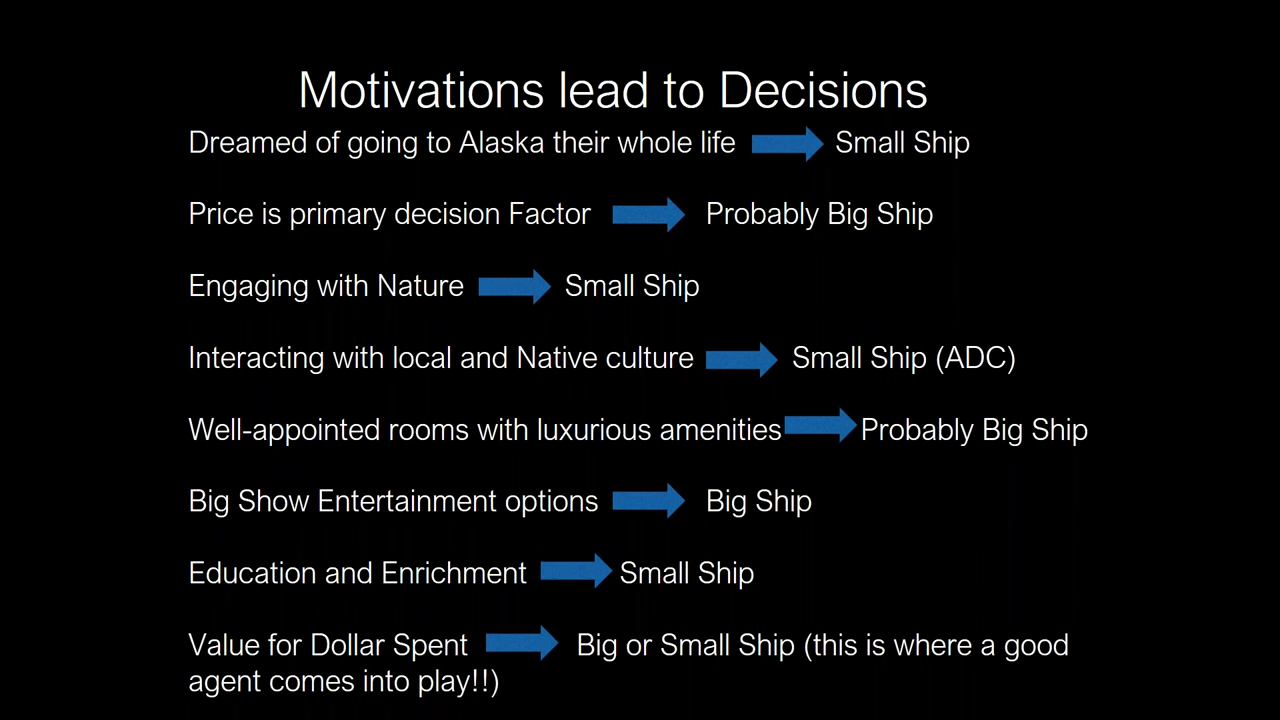 Motivations lead to Decisions
Dreamed of going to Alaska their whole life Small Ship
Price is primary decision Factor Probably Big Ship
Engaging with Nature Small Ship
Interacting with local and Native culture Small Ship (ADC)
Well-appointed rooms with luxurious amenities Probably Big Ship
Big Show Entertainment options Big Ship
Education and Enrichment Small Ship
Value for Dollar Spent Big or Small Ship (this is where a good
agent comes into play!!)